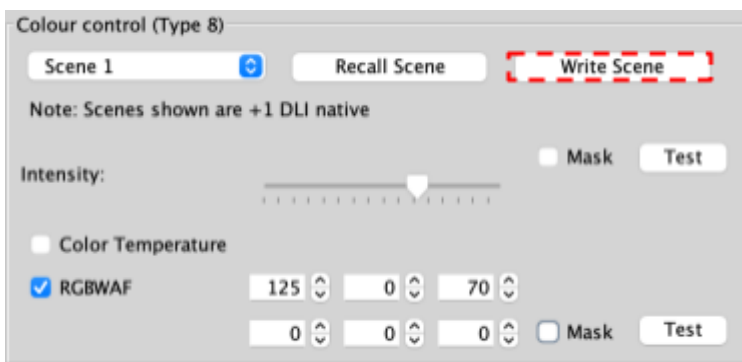 Colour control (Type 8)
Scene 1 Recall Scene Write Scene
Note: Scenes shown are +1 DLI native
Mask Test
Intensity:
Color Temperature
RGBWAF 125 0 70
0 0 0 Mask Test